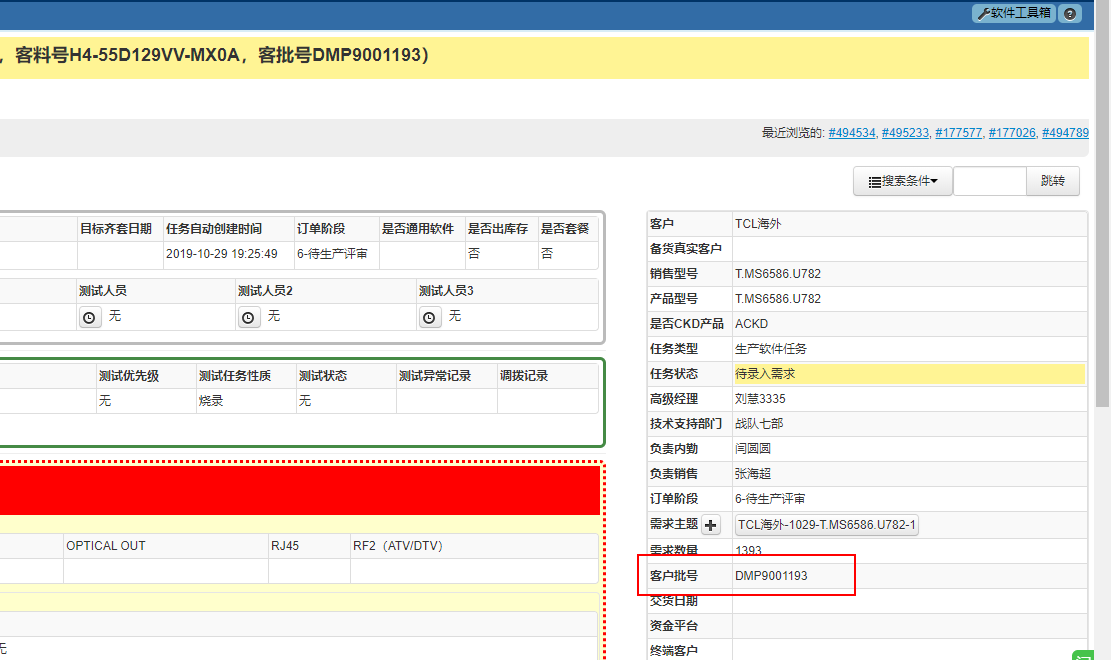 软件工具箱 ?
，客料号H4-55D129VV-MX0A，客批号DMP9001193）
最近浏览的: #494534, #495233, #177577, #177026, #494789
搜索条件 跳转
目标齐套日期 任务自动创建时间 订单阶段 是否通用软件 是否出库存 是否套餐
2019-10-29 19:25:49 6-待生产评审 否 否
测试人员 测试人员2 测试人员3
无 无 无
测试优先级 测试任务性质 测试状态 测试异常记录 调拨记录
无 烧录 无
OPTICAL OUT RJ45 RF2（ATV/DTV）
无
客户 TCL海外
备货真实客户
销售型号 T.MS6586.U782
产品型号 T.MS6586.U782
是否CKD产品 ACKD
任务类型 生产软件任务
任务状态 待录入需求
高级经理 刘慧3335
技术支持部门 战队七部
负责内勤 闫圆圆
负责销售 张海超
订单阶段 6-待生产评审
需求主题 TCL海外-1029-T.MS6586.U782-1
需求数量 1393
客户批号 DMP9001193
交货日期
资金平台
终端客户